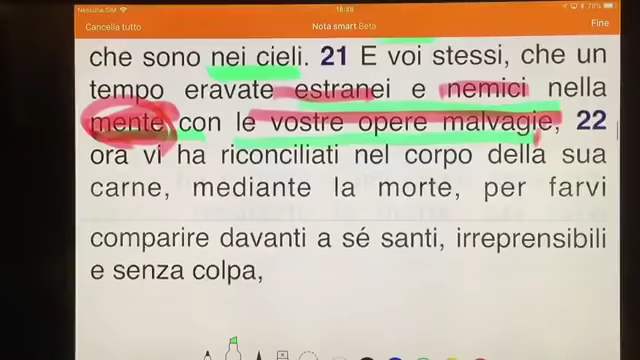 Nessuna SIM 18:39 78%
Cancella tutto Nota smart Beta Fine
che sono nei cieli. 21 E voi stessi, che un
tempo eravate estranei e nemici nella
mente con le vostre opere malvagie, 22
ora vi ha riconciliati nel corpo della sua
carne, mediante la morte, per farvi
comparire davanti a sé santi, irreprensibili
e senza colpa,